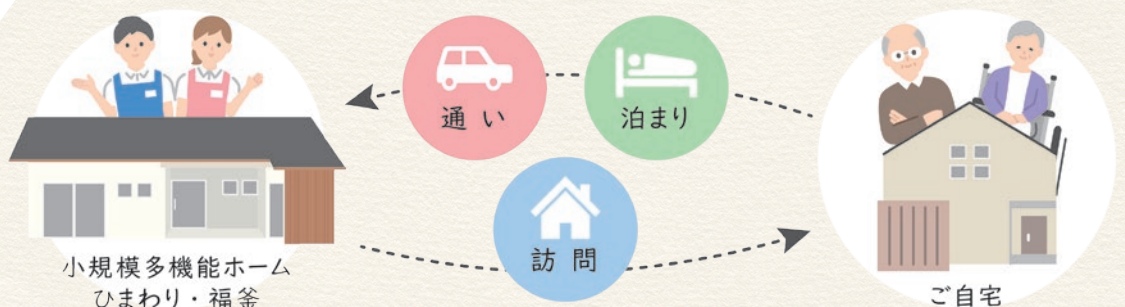 通い
泊まり
訪問
小規模多機能ホーム
ひまわり・福釜
ご自宅